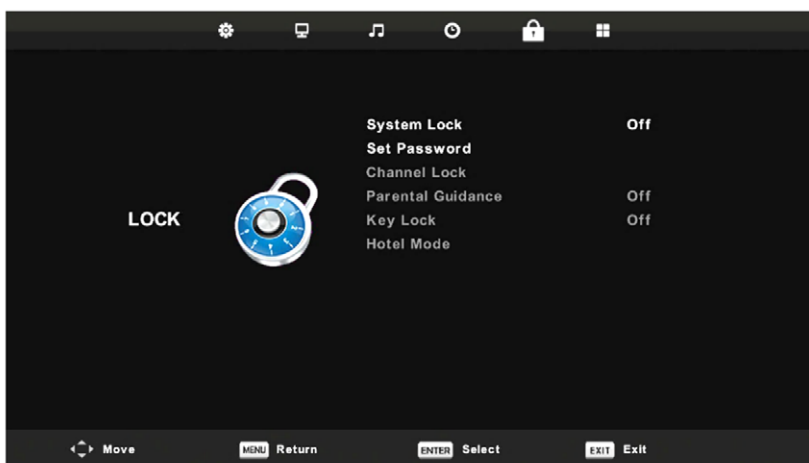 System Lock Off
Set Password
Channel Lock
Parental Guidance Off
Key Lock Off
Hotel Mode
LOCK
Move MENU Return ENTER Select EXIT Exit